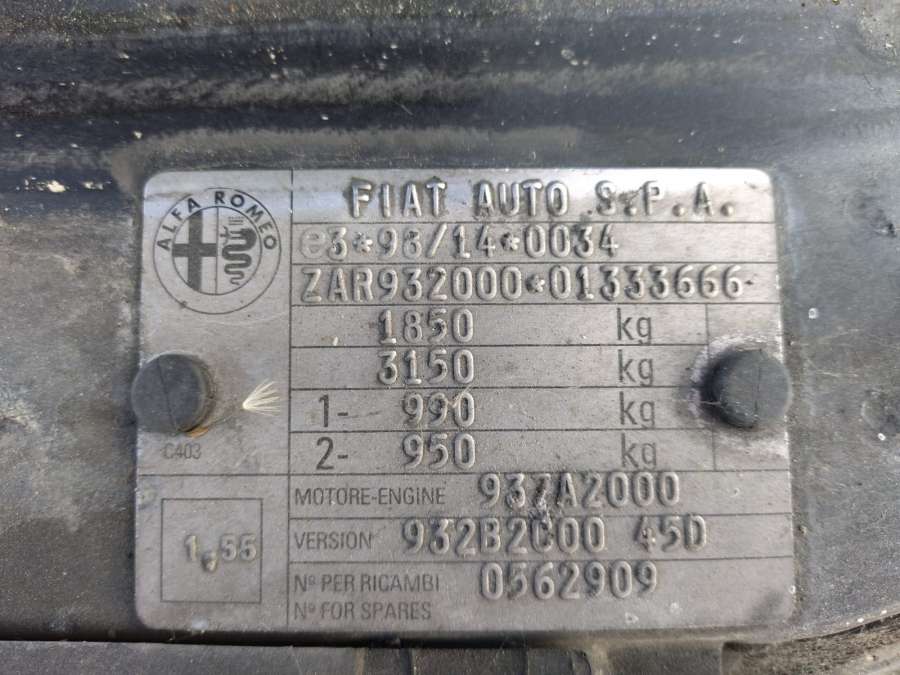 ALFA ROMEO
FIAT AUTO S.P.A.
e3*98/14*0034
ZAR932000*01333666
1850 kg
3150 kg
1- 990 kg
2- 950 kg
C403
MOTORE-ENGINE 937A2000
1,55
VERSION 932B2C00 45D
Nº PER RICAMBI 0562909
Nº FOR SPARES